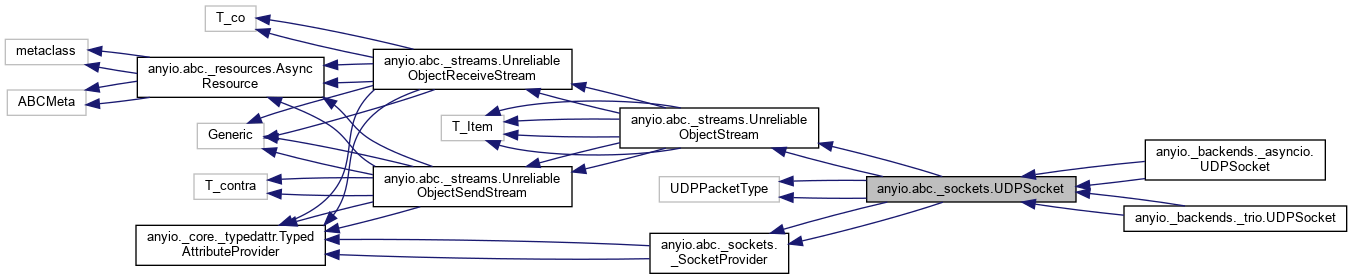 T_co
metaclass
anyio.abc._streams.Unreliable
ObjectReceiveStream
anyio.abc._resources.Async
Resource
ABCMeta
T_Item
anyio.abc._streams.Unreliable
ObjectStream
Generic
anyio._backends._asyncio.
UDPSocket
T_contra
anyio.abc._streams.Unreliable
ObjectSendStream
UDPPacketType
anyio.abc._sockets.UDPSocket
anyio._backends._trio.UDPSocket
anyio._core._typedattr.Typed
AttributeProvider
anyio.abc._sockets.
_SocketProvider